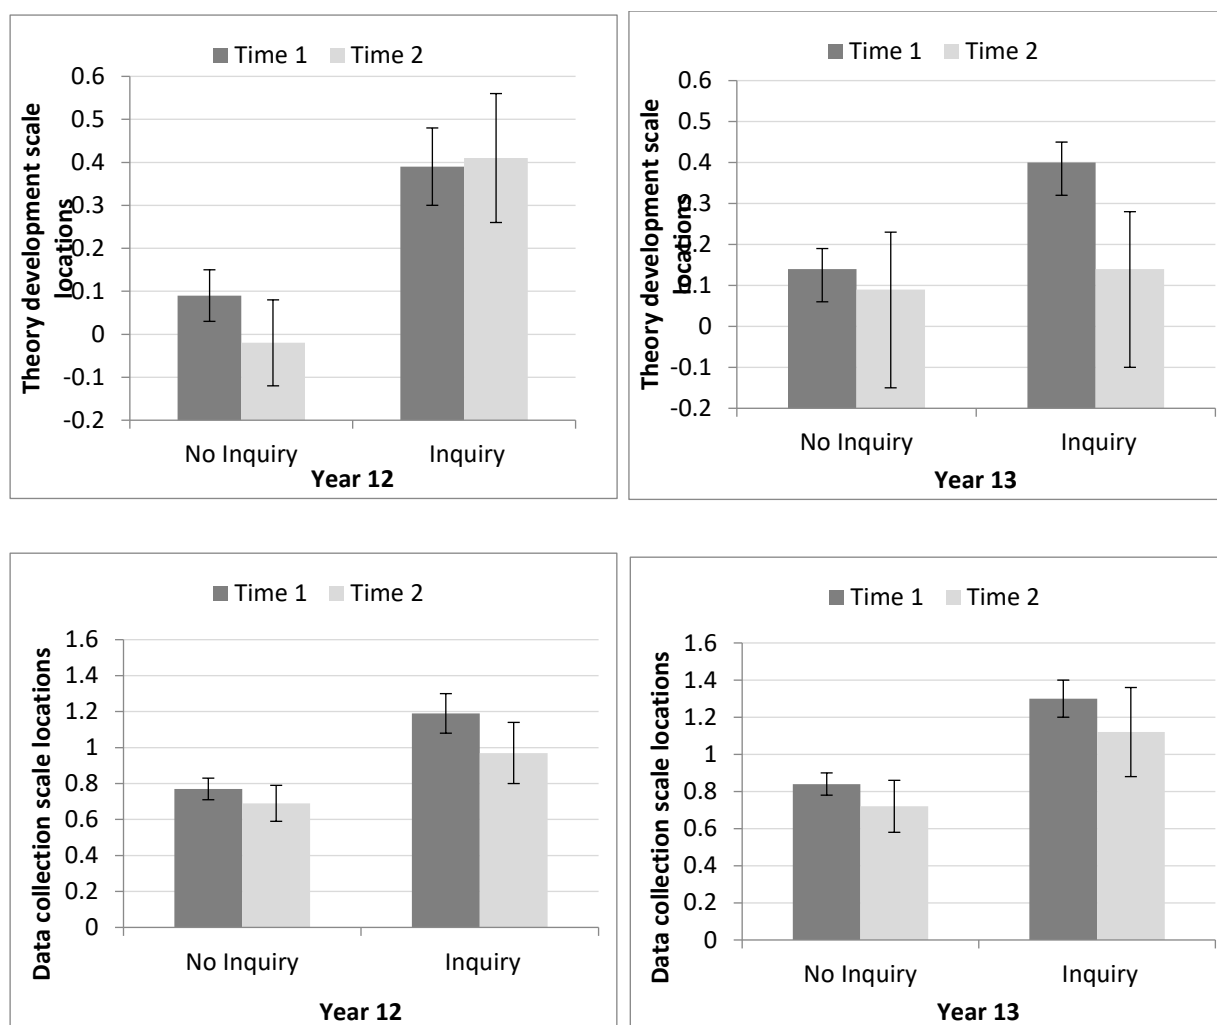 Time 1 Time 2
0.6
0.5
0.4
0.3
0.2
0.1
0
-0.1
-0.2
Theory development scale
locations
No Inquiry Inquiry
Year 12
Time 1 Time 2
0.6
0.5
0.4
0.3
0.2
0.1
0
-0.1
-0.2
Theory development scale
locations
No Inquiry Inquiry
Year 13
Time 1 Time 2
1.6
1.4
1.2
1
0.8
0.6
0.4
0.2
0
Data collection scale locations
No Inquiry Inquiry
Year 12
Time 1 Time 2
1.6
1.4
1.2
1
0.8
0.6
0.4
0.2
0
Data collection scale locations
No Inquiry Inquiry
Year 13